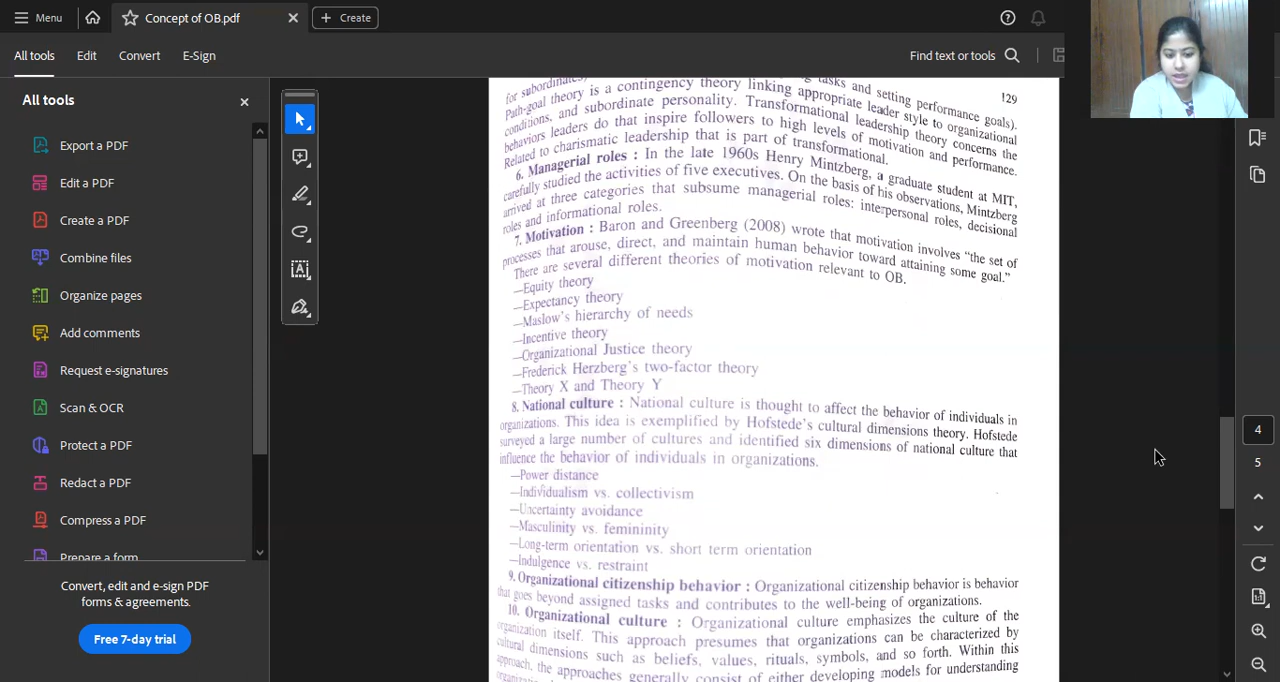 Menu
Concept of OB.pdf
Create
All tools
Edit
Convert
E-Sign
Find text or tools
All tools
Export a PDF
Edit a PDF
Create a PDF
Combine files
Organize pages
Add comments
Request e-signatures
Scan & OCR
Protect a PDF
Redact a PDF
Compress a PDF
Prepare a form
Convert, edit and e-sign PDF
forms & agreements.
Free 7-day trial
129
for subordinates, tasks and setting performance goals).
Path-goal theory is a contingency theory linking appropriate leader style to organizational
conditions, and subordinate personality. Transformational leadership theory concerns the
behaviors leaders do that inspire followers to high levels of motivation and performance.
Related to charismatic leadership that is part of transformational.
6. Managerial roles : In the late 1960s Henry Mintzberg, a graduate student at MIT,
carefully studied the activities of five executives. On the basis of his observations, Mintzberg
arrived at three categories that subsume managerial roles: interpersonal roles, decisional
roles and informational roles.
7. Motivation : Baron and Greenberg (2008) wrote that motivation involves "the set of
processes that arouse, direct, and maintain human behavior toward attaining some goal."
There are several different theories of motivation relevant to OB.
—Equity theory
—Expectancy theory
—Maslow's hierarchy of needs
—Incentive theory
—Organizational Justice theory
—Frederick Herzberg's two-factor theory
—Theory X and Theory Y
8. National culture : National culture is thought to affect the behavior of individuals in
organizations. This idea is exemplified by Hofstede's cultural dimensions theory. Hofstede
surveyed a large number of cultures and identified six dimensions of national culture that
influence the behavior of individuals in organizations.
—Power distance
—Individualism vs. collectivism
—Uncertainty avoidance
—Masculinity vs. femininity
—Long-term orientation vs. short term orientation
—Indulgence vs. restraint
9. Organizational citizenship behavior : Organizational citizenship behavior is behavior
that goes beyond assigned tasks and contributes to the well-being of organizations.
10. Organizational culture : Organizational culture emphasizes the culture of the
organization itself. This approach presumes that organizations can be characterized by
cultural dimensions such as beliefs, values, rituals, symbols, and so forth. Within this
approach, the approaches generally consist of either developing models for understanding
4
5